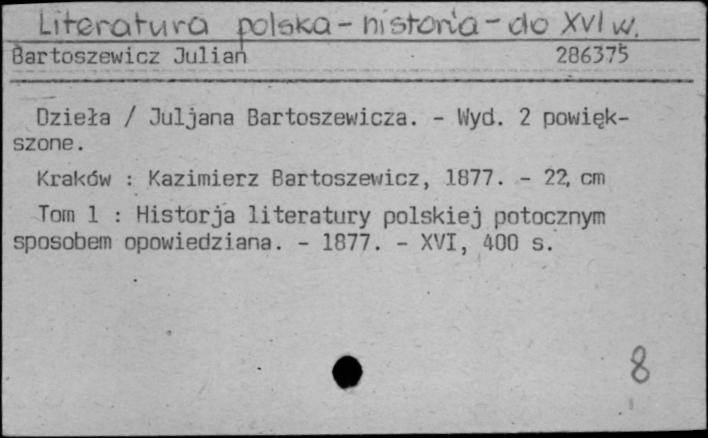 Literatura polska - historia - do XVI w.
Bartoszewicz Julian 286375
Dzieła / Juljana Bartoszewicza. - Wyd. 2 powięk-
szone.
Kraków : Kazimierz Bartoszewicz, 1877. - 22, cm
Tom 1 : Historja literatury polskiej potocznym
sposobem opowiedziana. - 1877. - XVI, 400 s.
8